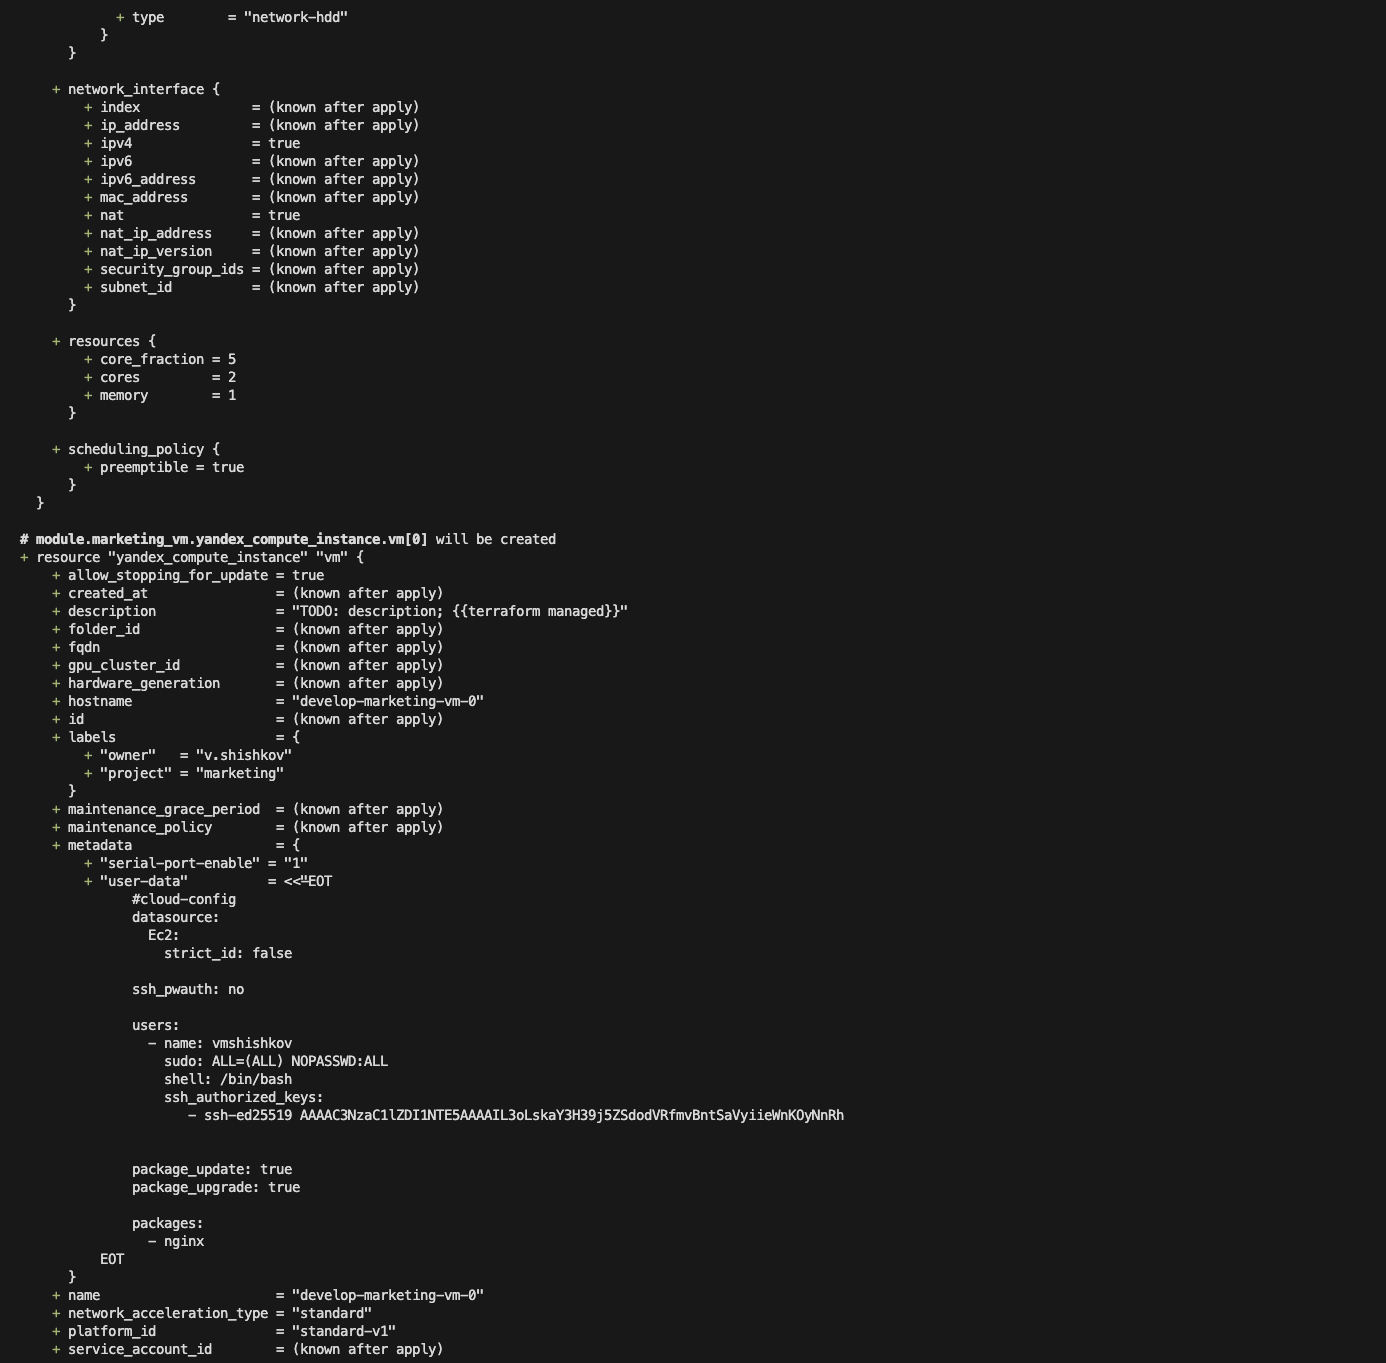 + type        = "network-hdd"
}
}
+ network_interface {
+ index              = (known after apply)
+ ip_address         = (known after apply)
+ ipv4               = true
+ ipv6               = (known after apply)
+ ipv6_address       = (known after apply)
+ mac_address        = (known after apply)
+ nat                = true
+ nat_ip_address     = (known after apply)
+ nat_ip_version     = (known after apply)
+ security_group_ids = (known after apply)
+ subnet_id          = (known after apply)
}
+ resources {
+ core_fraction = 5
+ cores         = 2
+ memory        = 1
}
+ scheduling_policy {
+ preemptible = true
}
}
# module.marketing_vm.yandex_compute_instance.vm[0] will be created
+ resource "yandex_compute_instance" "vm" {
+ allow_stopping_for_update = true
+ created_at                = (known after apply)
+ description               = "TODO: description; {{terraform managed}}"
+ folder_id                 = (known after apply)
+ fqdn                      = (known after apply)
+ gpu_cluster_id            = (known after apply)
+ hardware_generation       = (known after apply)
+ hostname                  = "develop-marketing-vm-0"
+ id                        = (known after apply)
+ labels                    = {
+ "owner"   = "v.shishkov"
+ "project" = "marketing"
}
+ maintenance_grace_period  = (known after apply)
+ maintenance_policy        = (known after apply)
+ metadata                  = {
+ "serial-port-enable" = "1"
+ "user-data"          = <<-EOT
#cloud-config
datasource:
Ec2:
strict_id: false
ssh_pwauth: no
users:
- name: vmshishkov
sudo: ALL=(ALL) NOPASSWD:ALL
shell: /bin/bash
ssh_authorized_keys:
- ssh-ed25519 AAAAC3NzaC1lZDI1NTE5AAAAIL3oLskaY3H39j5ZSdodVRfmvBntSaVyiieWnKOyNnRh
package_update: true
package_upgrade: true
packages:
- nginx
EOT
}
+ name                      = "develop-marketing-vm-0"
+ network_acceleration_type = "standard"
+ platform_id               = "standard-v1"
+ service_account_id        = (known after apply)